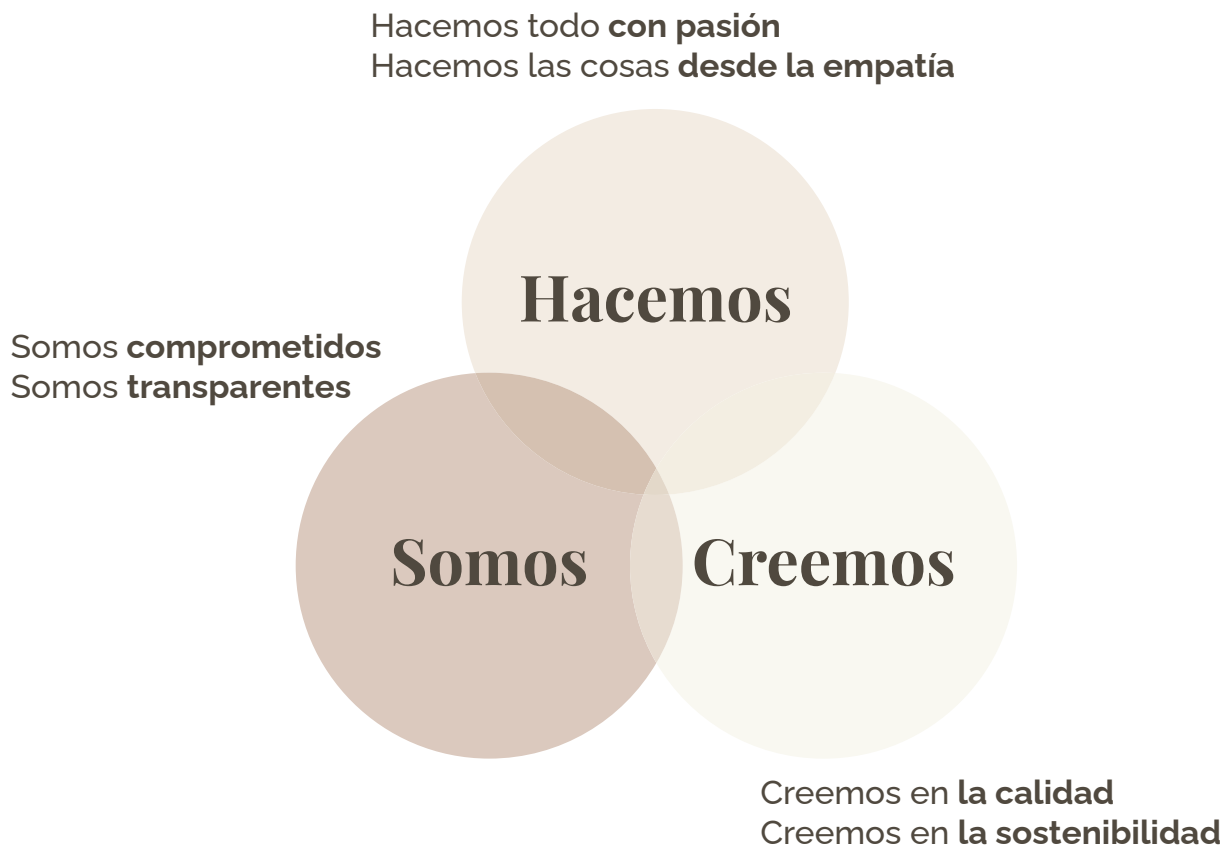 Hacemos todo con pasión
Hacemos las cosas desde la empatía
Hacemos
Somos comprometidos
Somos transparentes
Somos
Creemos
Creemos en la calidad
Creemos en la sostenibilidad